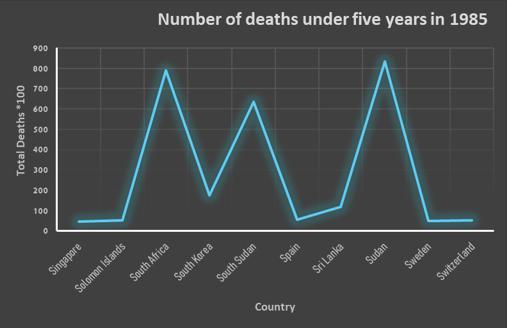 Number of deaths under five years in 1985
Total Deaths *100
900
800
700
600
500
400
300
200
100
0
Singapore
Solomon Islands
South Africa
South Korea
South Sudan
Spain
Sri Lanka
Sudan
Sweden
Switzerland
Country